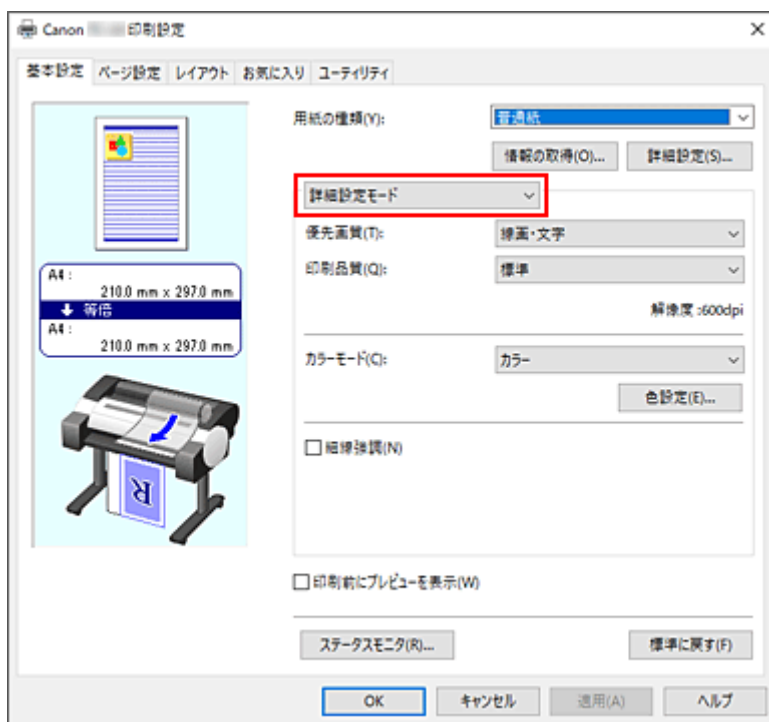 Canon 印刷設定
基本設定 ページ設定 レイアウト お気に入り ユーティリティ
用紙の種類(Y): 普通紙
情報の取得(O)... 詳細設定(S)...
詳細設定モード
優先画質(T): 線画・文字
印刷品質(Q): 標準
解像度 :600dpi
カラーモード(C): カラー
色設定(E)...
細線強調(N)
A4 :
210.0 mm x 297.0 mm
等倍
A4 :
210.0 mm x 297.0 mm
R
印刷前にプレビューを表示(W)
ステータスモニタ(R)... 標準に戻す(F)
OK キャンセル 適用(A) ヘルプ